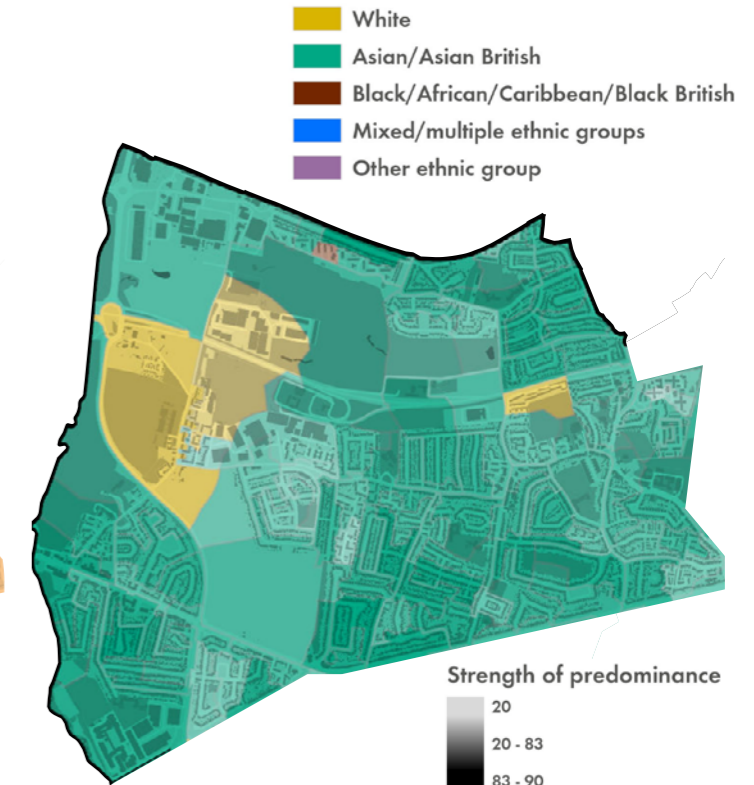 White
Asian/Asian British
Black/African/Caribbean/Black British
Mixed/multiple ethnic groups
Other ethnic group
Strength of predominance
20
20 - 83
83 - 90